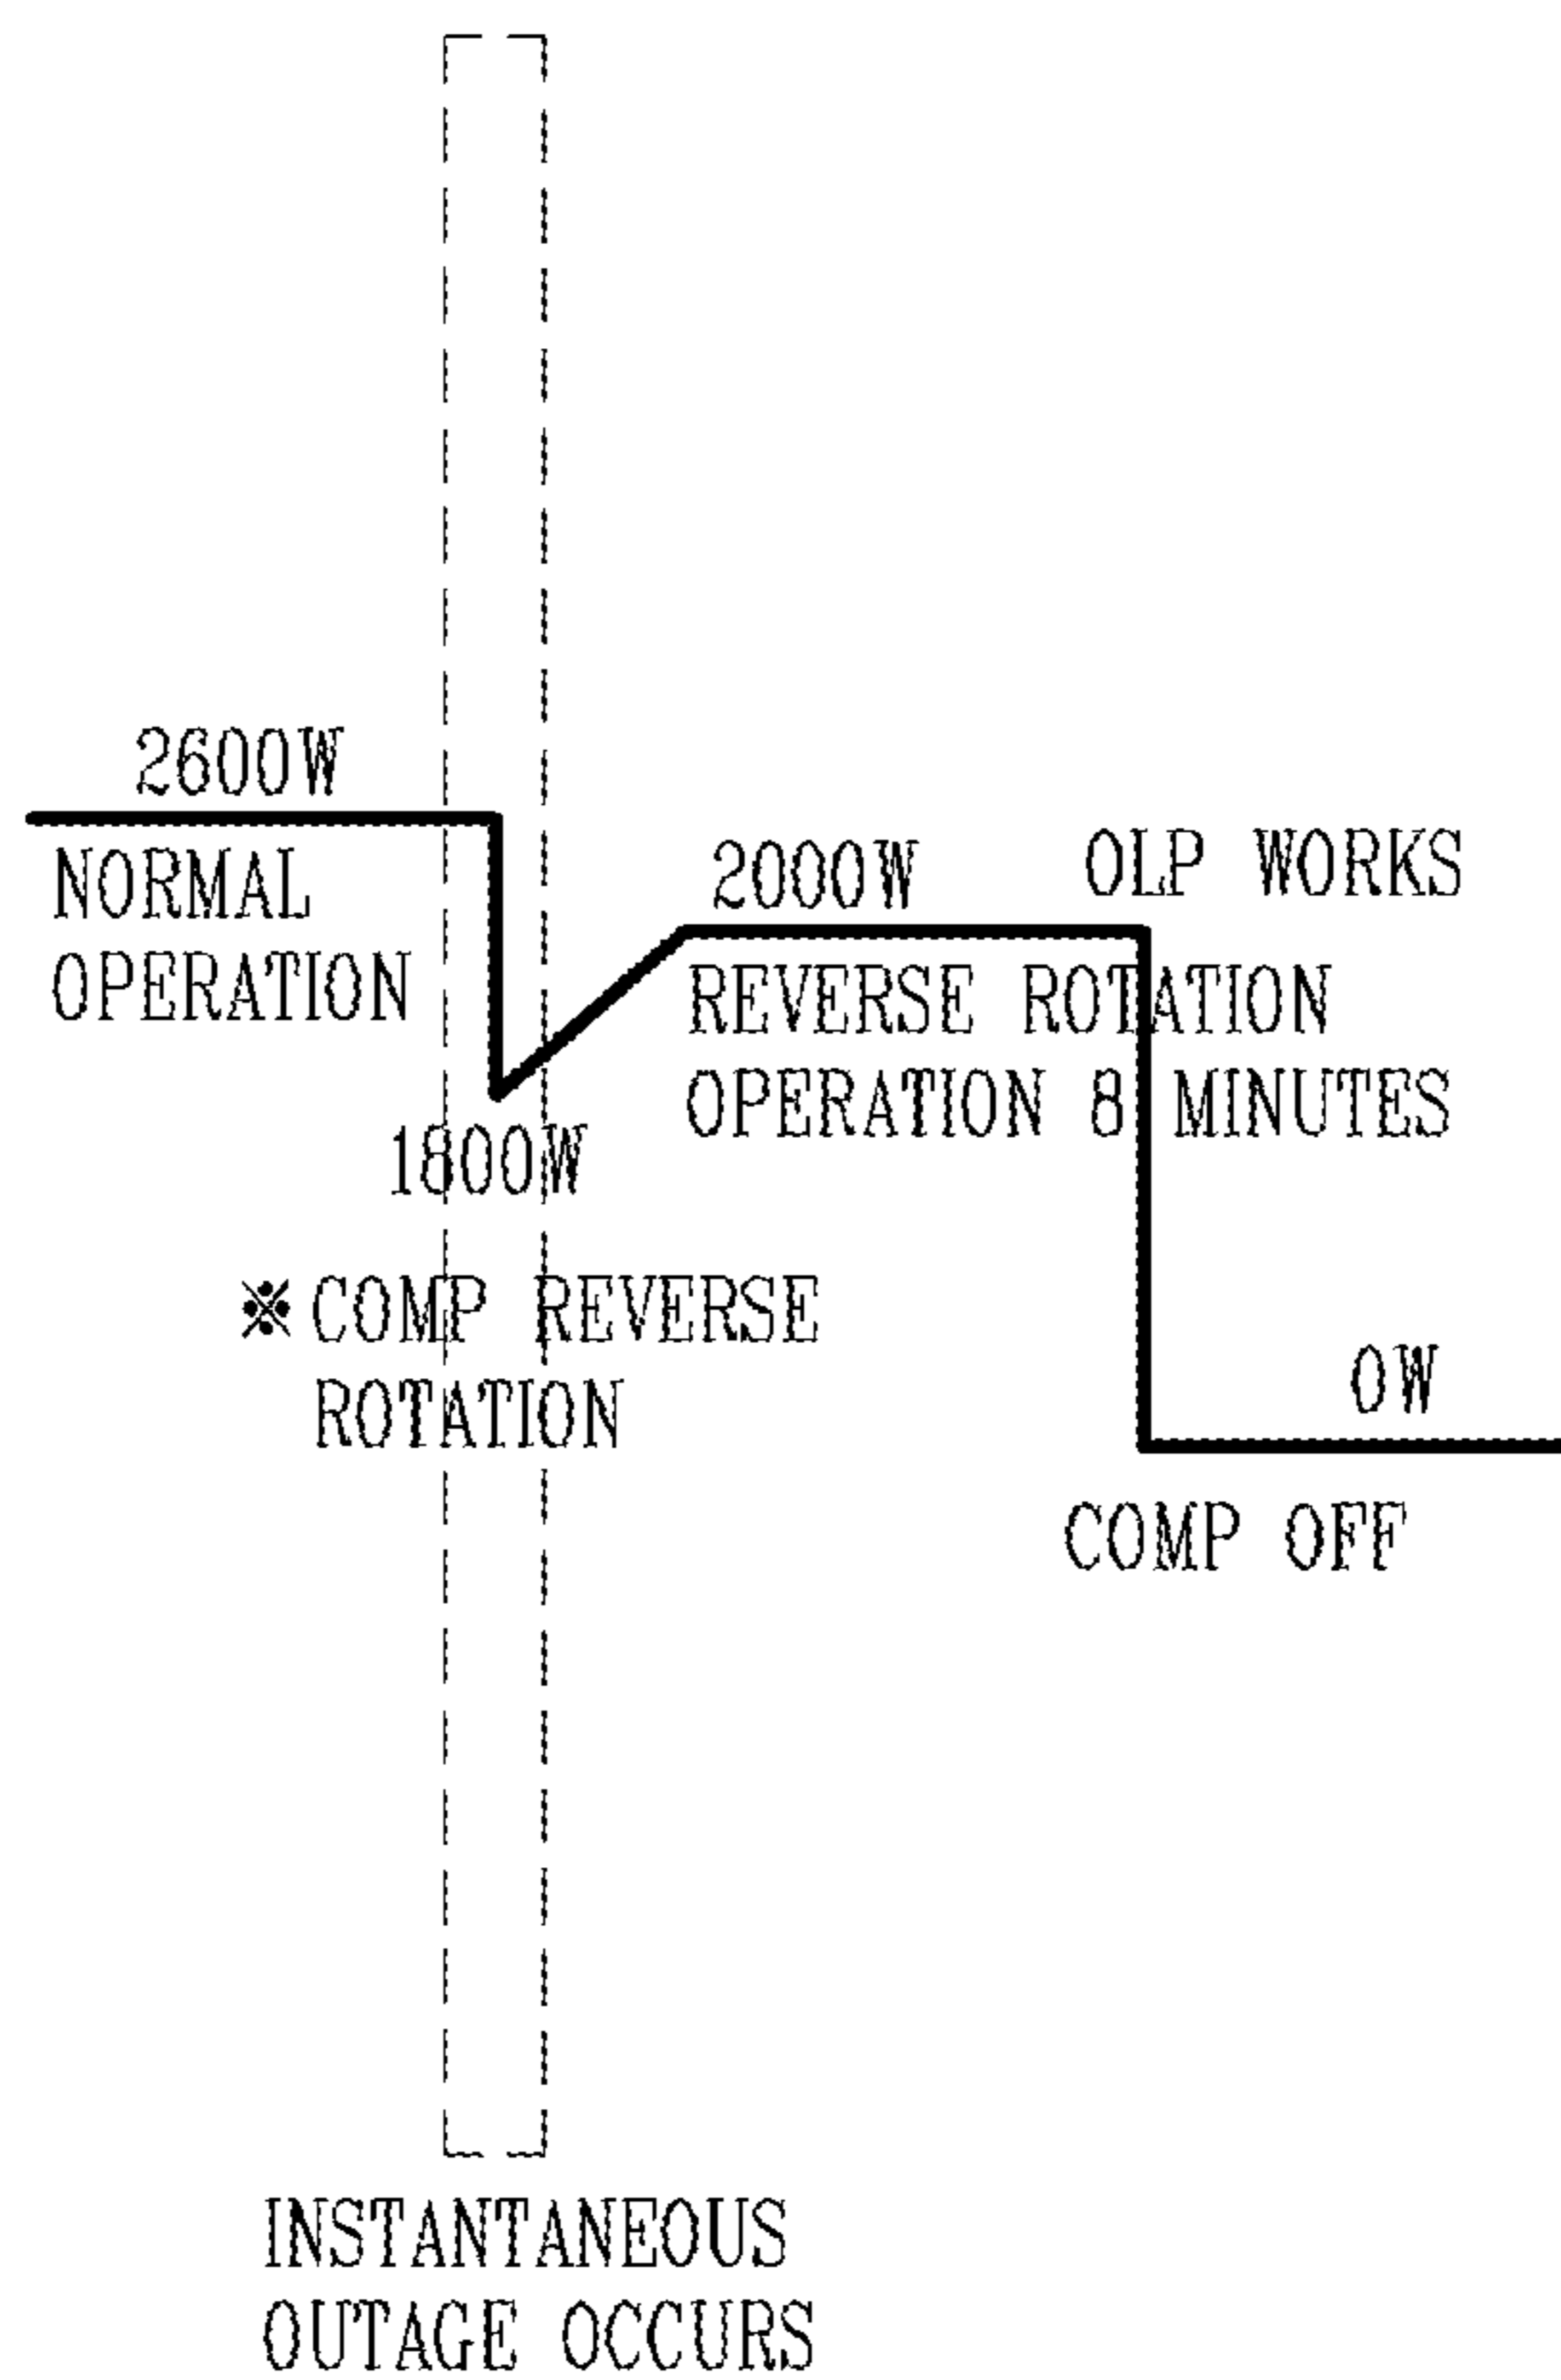 2600W
NORMAL
OPERATION
2000W
OLP WORKS
REVERSE ROTATION
OPERATION 8 MINUTES
1800W
※COMP REVERSE
ROTATION
0W
COMP OFF
INSTANTANEOUS
OUTAGE OCCURS